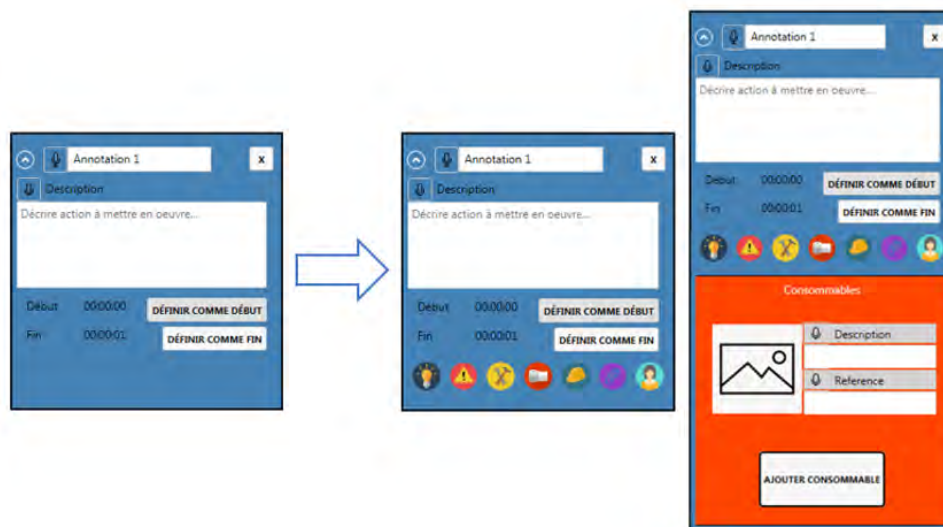 Annotation 1
x
Description
Décrire action à mettre en oeuvre...
Début 00:00:00 DÉFINIR COMME DÉBUT
Fin 00:00:01 DÉFINIR COMME FIN
Annotation 1
x
Description
Décrire action à mettre en oeuvre...
Début 00:00:00 DÉFINIR COMME DÉBUT
Fin 00:00:01 DÉFINIR COMME FIN
Annotation 1
x
Description
Décrire action à mettre en oeuvre...
Début 00:00:00 DÉFINIR COMME DÉBUT
Fin 00:00:01 DÉFINIR COMME FIN
Consommables
Description
Reference
AJOUTER CONSOMMABLE